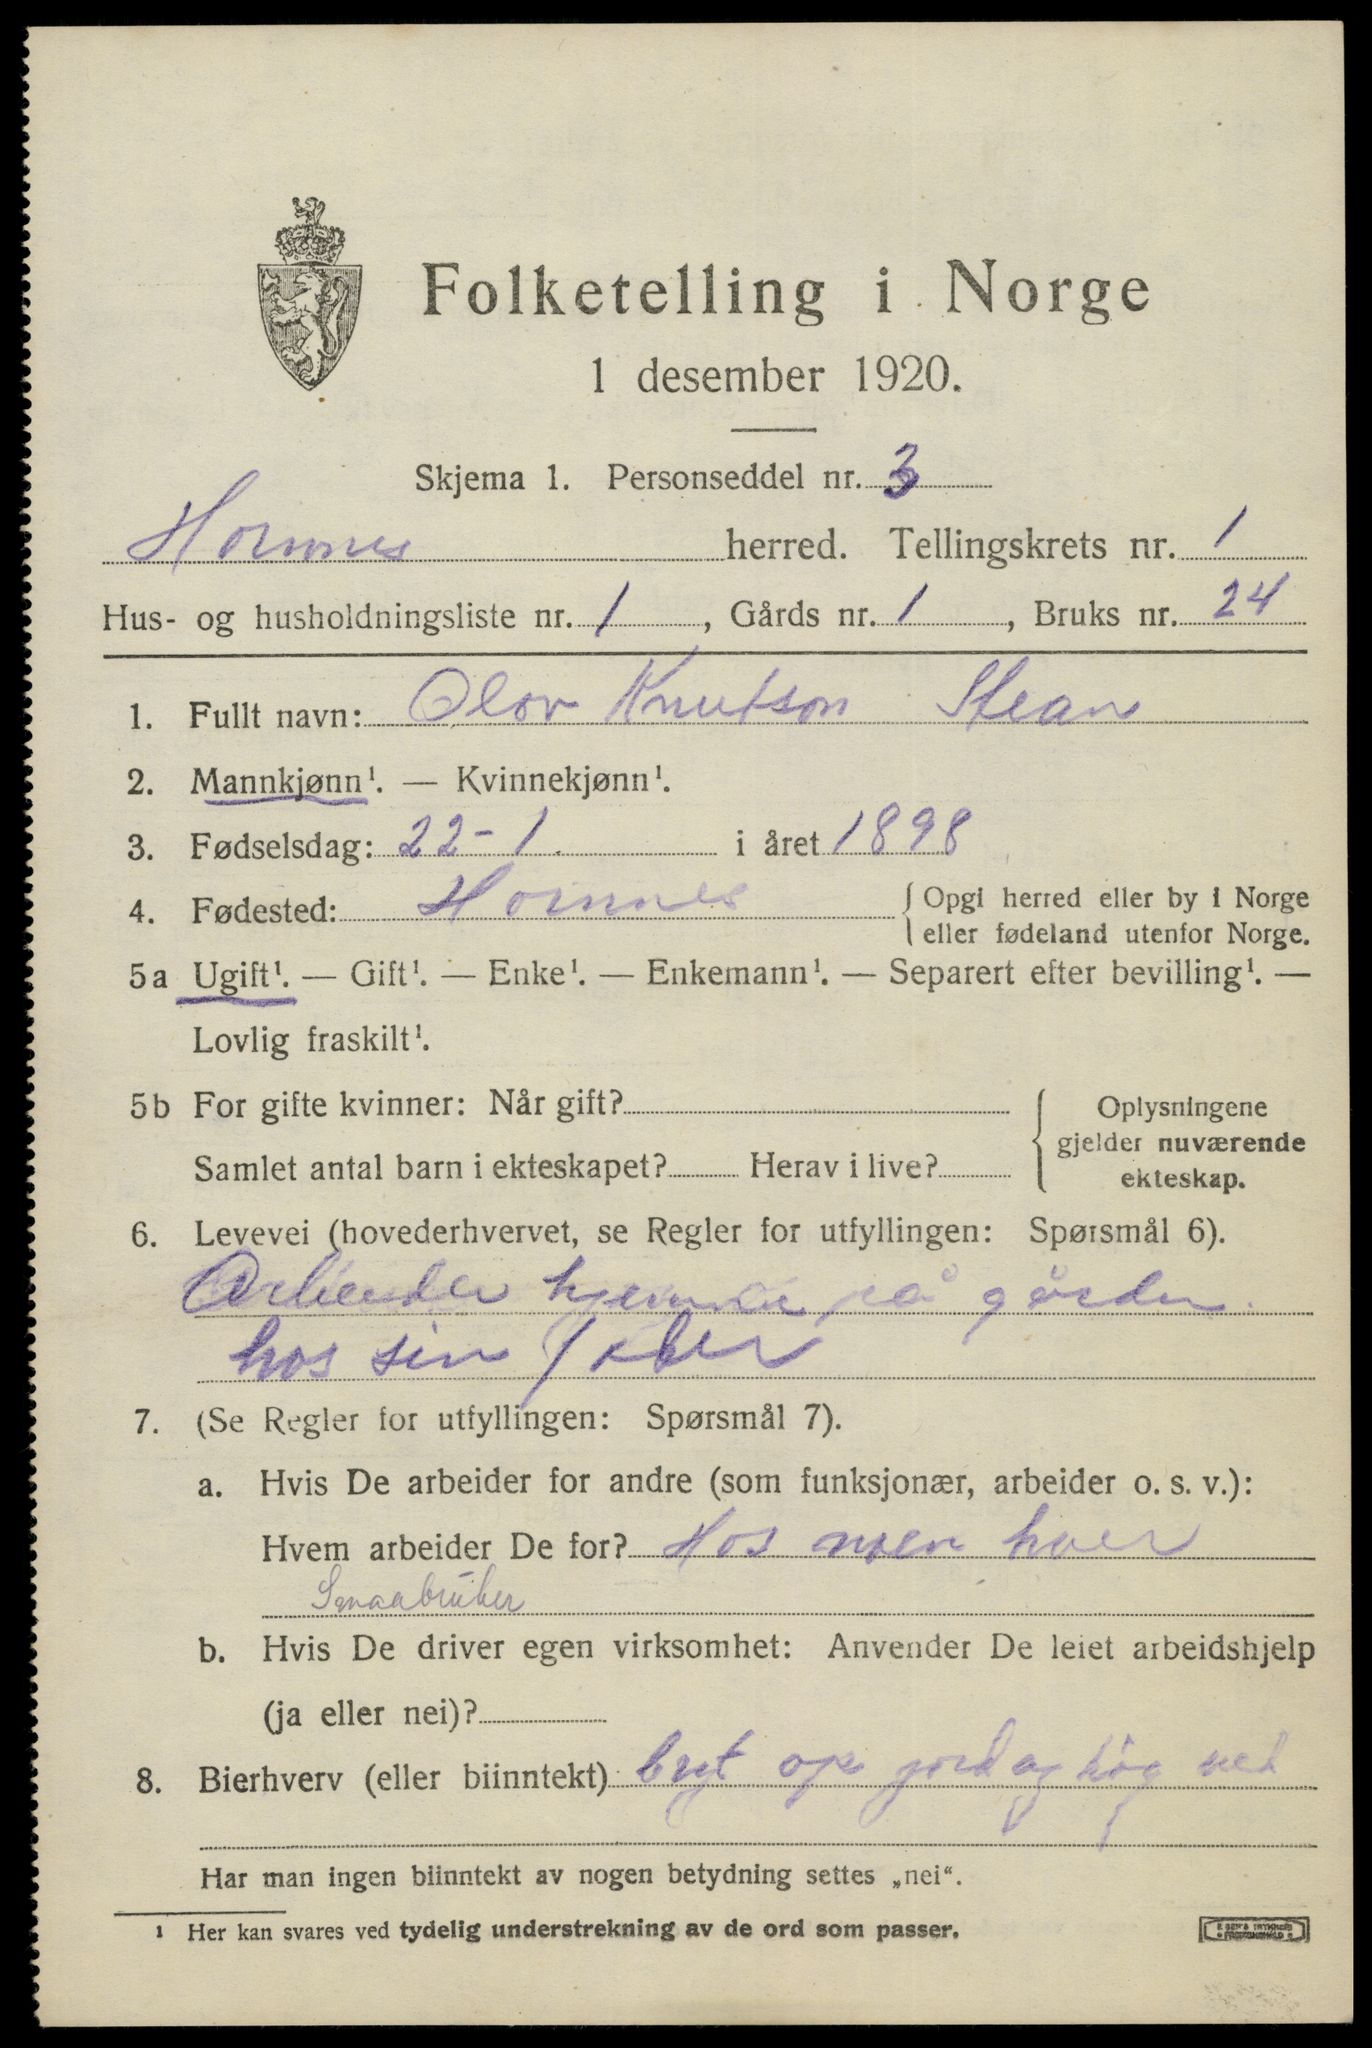 Folketelling i Norge
1 desember 1920.
Skjema 1. Personseddel nr. 3
Hornnes herred. Tellingskrets nr. 1
Hus- og husholdningsliste nr. 1, Gårds nr. 1, Bruks nr. 24
1. Fullt navn: Olov Knutson
2. Mannkjønn¹. — Kvinnekjønn¹.
3. Fødselsdag: 22-1. i året 1898
4. Fødested: Hornnes { Opgi herred eller by i Norge
eller fødeland utenfor Norge.
5a Ugift¹. — Gift¹. — Enke¹. — Enkemann¹. — Separert efter bevilling¹. —
Lovlig fraskilt¹.
5b For gifte kvinner: Når gift? { Oplysningene
gjelder nuværende
Samlet antal barn i ekteskapet? Herav i live?
ekteskap.
6. Levevei (hovederhvervet, se Regler for utfyllingen: Spørsmål 6).
Arbeider hjemme på gården
hos sin fader
7. (Se Regler for utfyllingen: Spørsmål 7).
a. Hvis De arbeider for andre (som funksjonær, arbeider o. s. v.):
Hvem arbeider De for? Hos noen hver
Smaabruker
b. Hvis De driver egen virksomhet: Anvender De leiet arbeidshjelp
(ja eller nei)?
8. Bierhverv (eller biinntekt) bryt op jord og ved
Har man ingen biinntekt av nogen betydning settes „nei“.
¹ Her kan svares ved tydelig understrekning av de ord som passer.